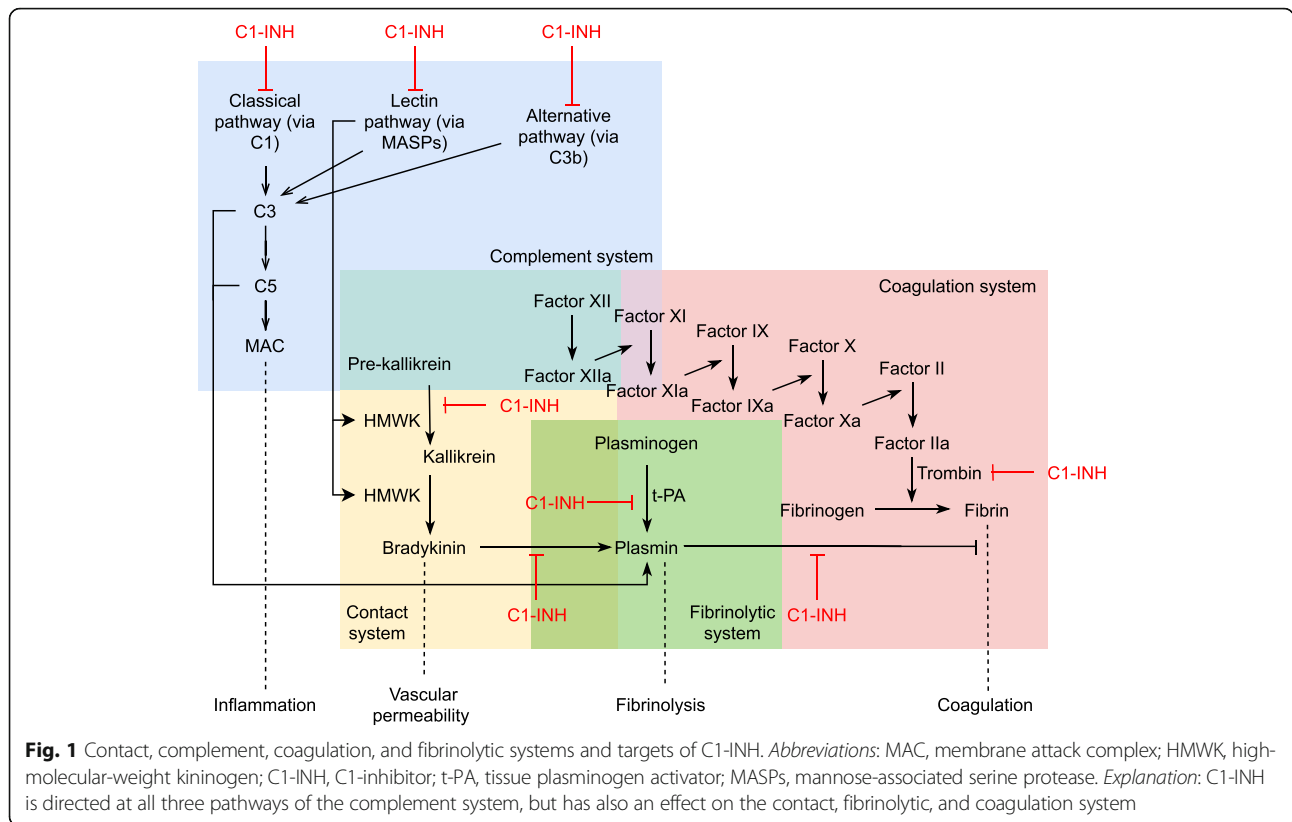 C1-INH
C1-INH
C1-INH
Classical
pathway (via
C1)
Lectin
pathway (via
MASPs)
Alternative
pathway (via
C3b)
C3
C5
MAC
Complement system
Coagulation system
Factor XII
Factor XI
Factor IX
Factor X
Factor II
Pre-kallikrein
Factor XIIa
Factor XIa
Factor IXa
Factor Xa
Factor IIa
HMWK
C1-INH
Kallikrein
Plasminogen
Trombin
C1-INH
HMWK
C1-INH
t-PA
Fibrinogen
Fibrin
Bradykinin
Plasmin
Contact
system
C1-INH
Fibrinolytic
system
C1-INH
Inflammation
Vascular
permeability
Fibrinolysis
Coagulation
Fig. 1 Contact, complement, coagulation, and fibrinolytic systems and targets of C1-INH. Abbreviations: MAC, membrane attack complex; HMWK, high-
molecular-weight kininogen; C1-INH, C1-inhibitor; t-PA, tissue plasminogen activator; MASPs, mannose-associated serine protease. Explanation: C1-INH
is directed at all three pathways of the complement system, but has also an effect on the contact, fibrinolytic, and coagulation system